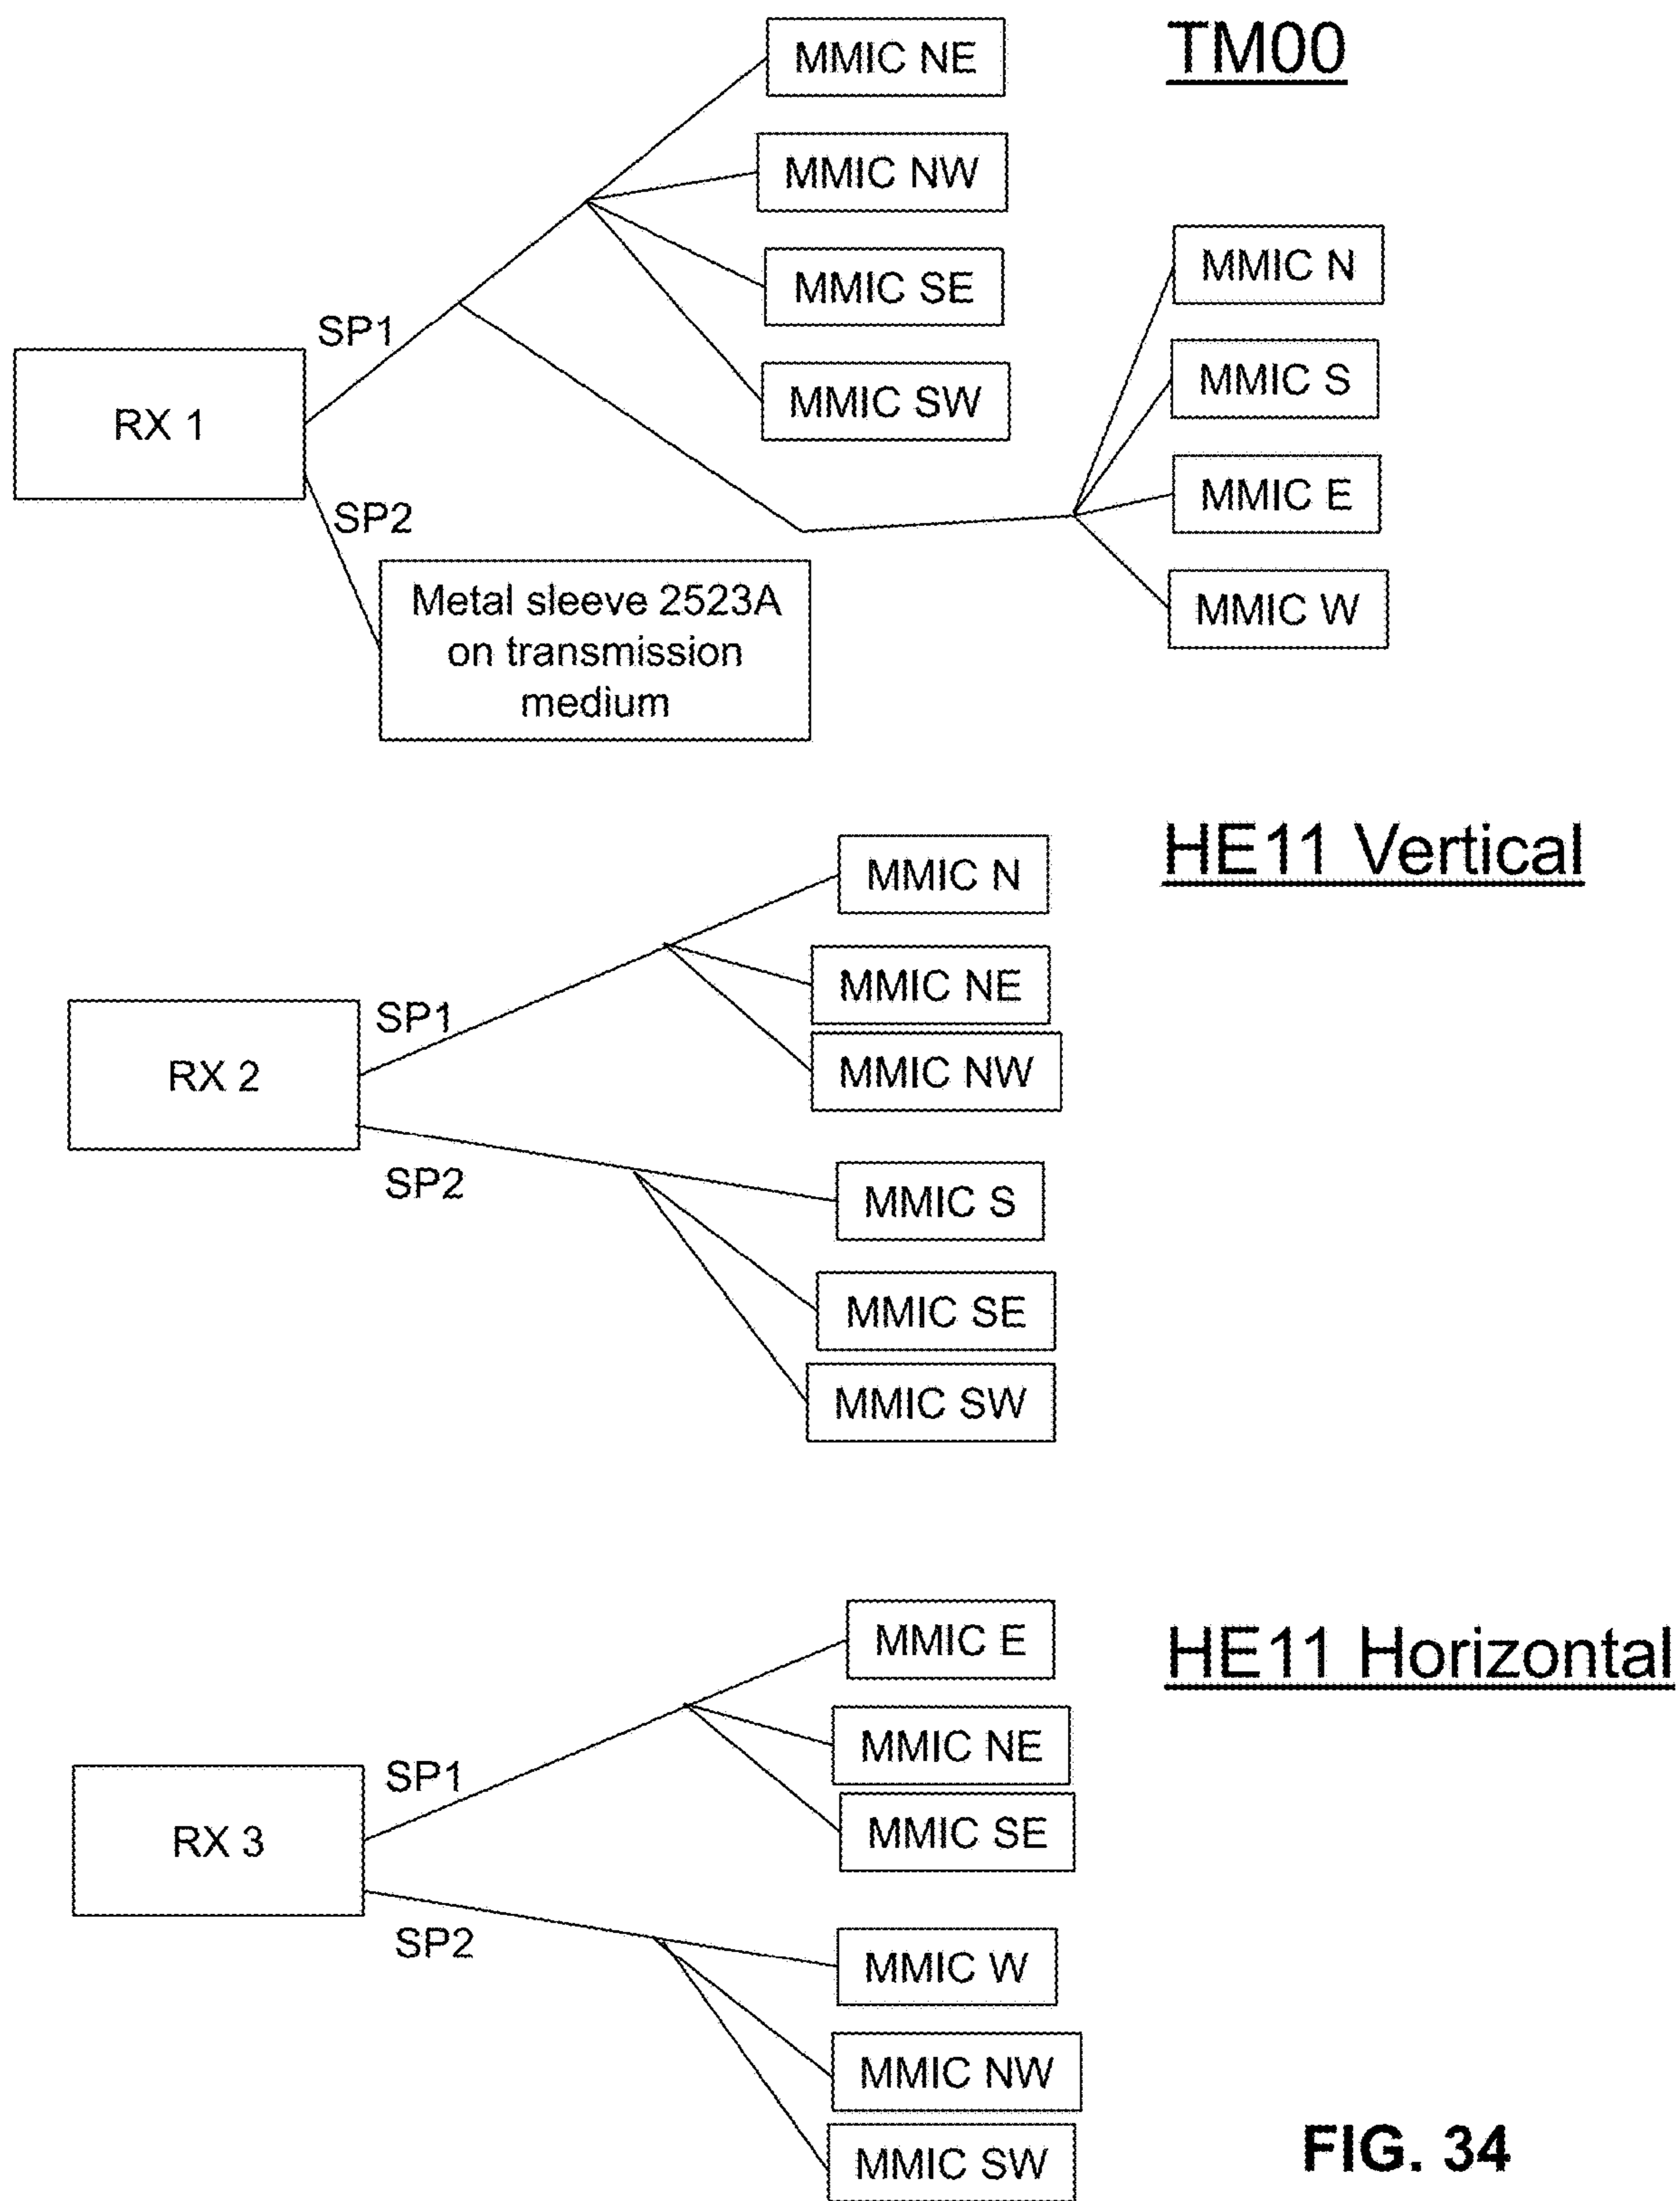 TM00
MMIC NE
MMIC NW
MMIC SE
MMIC SW
MMIC N
MMIC S
MMIC E
MMIC W
SP1
RX 1
SP2
Metal sleeve 2523A
on transmission
medium
HE11 Vertical
MMIC N
MMIC NE
MMIC NW
SP1
RX 2
SP2
MMIC S
MMIC SE
MMIC SW
HE11 Horizontal
MMIC E
MMIC NE
MMIC SE
SP1
RX 3
SP2
MMIC W
MMIC NW
MMIC SW
FIG. 34